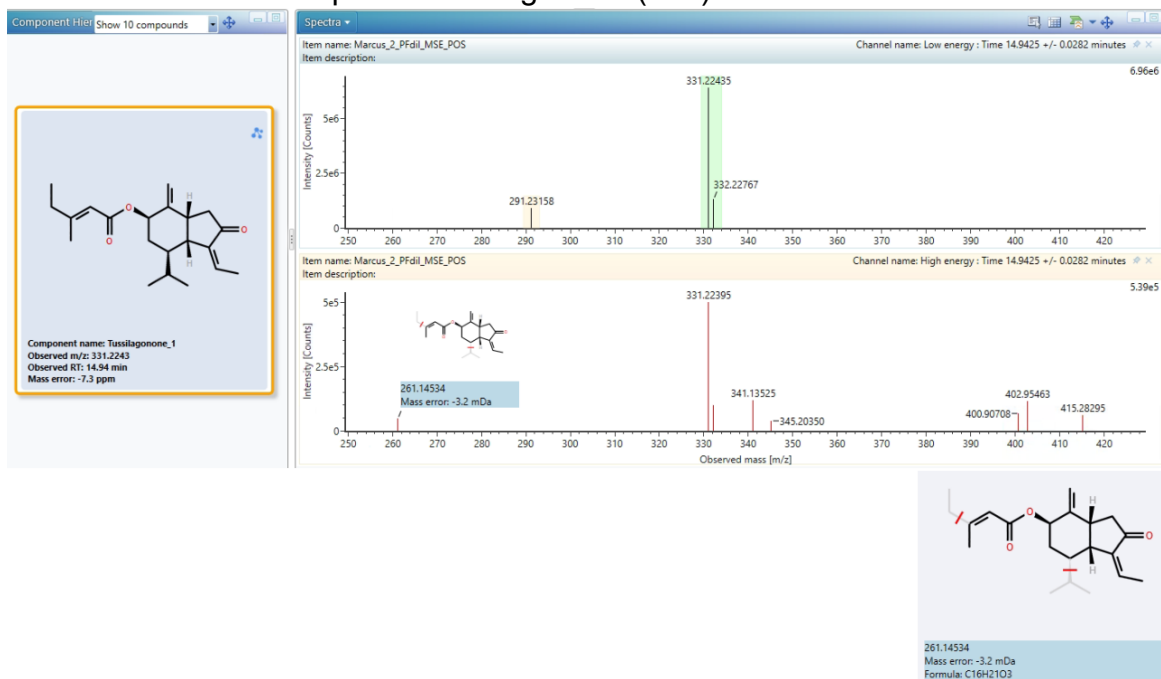 Component Hier Show 10 compounds
Spectra
Item name: Marcus_2_PFdil_MSE_POS
Channel name: Low energy : Time 14.9425 +/- 0.0282 minutes
Item description:
6.96e6
331.22435
5e6
332.22767
2.5e6
291.23158
0
Intensity [Counts]
250 260 270 280 290 300 310 320 330 340 350 360 370 380 390 400 410 420
H
O
O
O
H
Component name: Tussilagonone_1
Observed m/z: 331.2243
Observed RT: 14.94 min
Mass error: -7.3 ppm
Item name: Marcus_2_PFdil_MSE_POS
Channel name: High energy : Time 14.9425 +/- 0.0282 minutes
Item description:
5.39e5
331.22395
5e5
2.5e5
261.14534
Mass error: -3.2 mDa
341.13525
345.20350
402.95463
400.90708
415.28295
0
Intensity [Counts]
250 260 270 280 290 300 310 320 330 340 350 360 370 380 390 400 410 420
Observed mass [m/z]
H
O
O
O
H
261.14534
Mass error: -3.2 mDa
Formula: C16H21O3